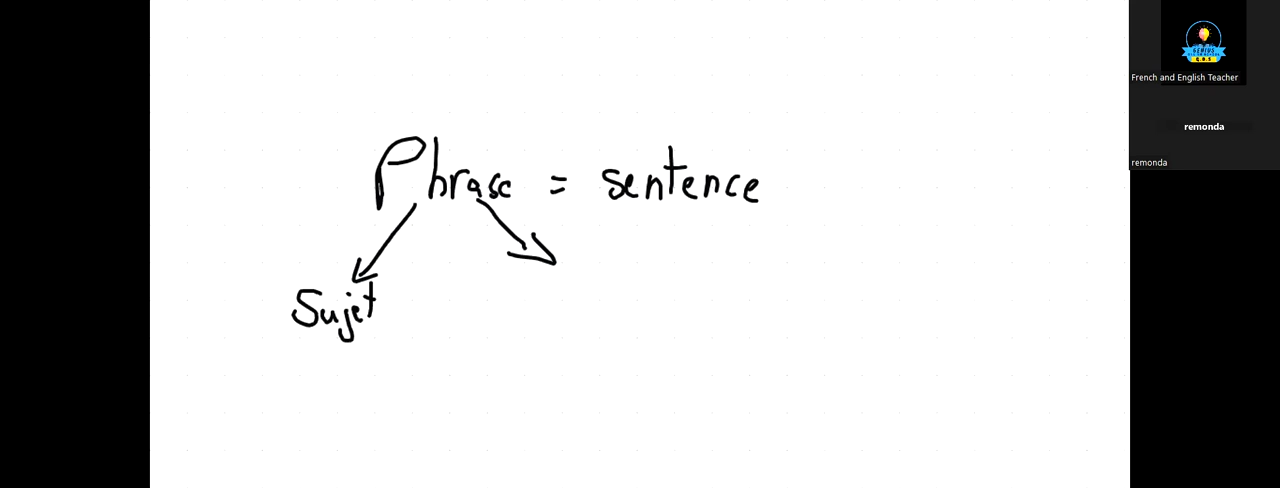 Phrase = sentence
Sujet
French and English Teacher
remonda
remonda